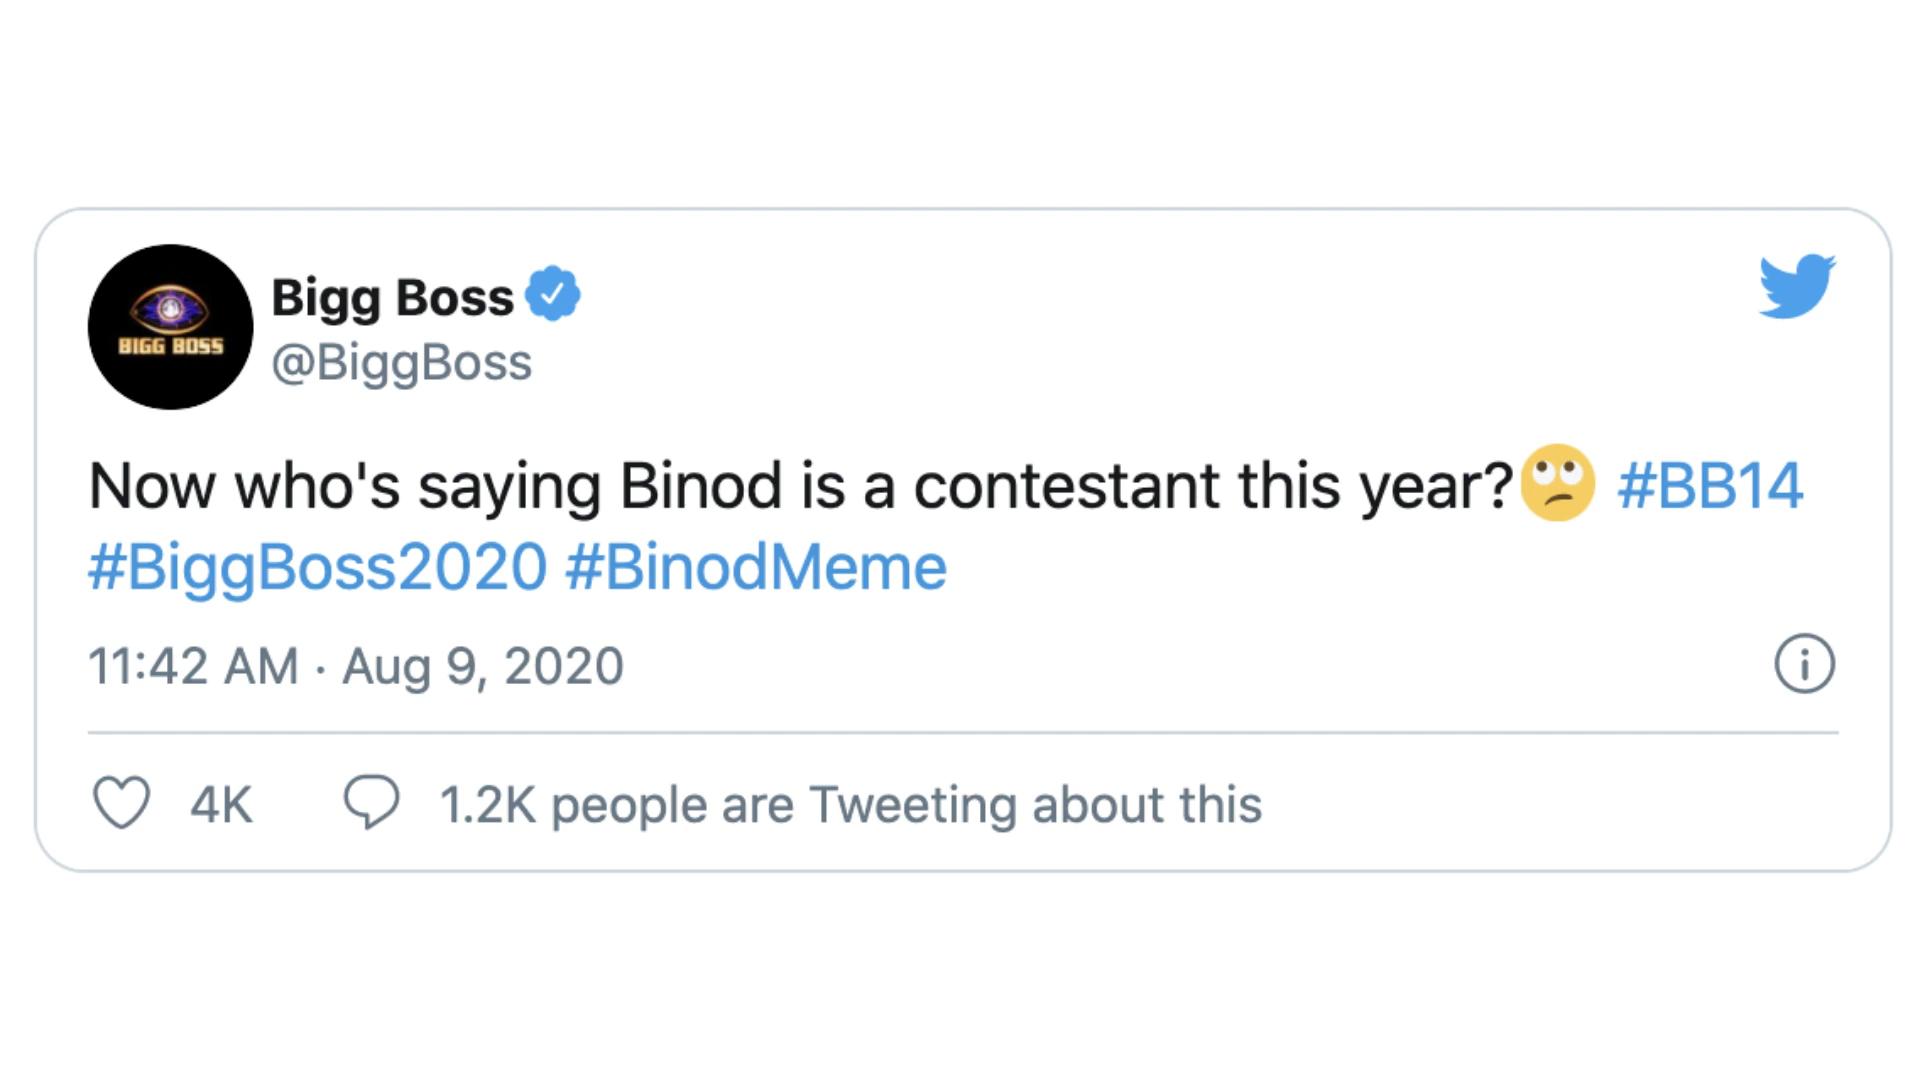 BIGG BOSS
Bigg Boss
@BiggBoss
Now who's saying Binod is a contestant this year?🙄 #BB14
#BiggBoss2020 #BinodMeme
11:42 AM · Aug 9, 2020
4K 1.2K people are Tweeting about this